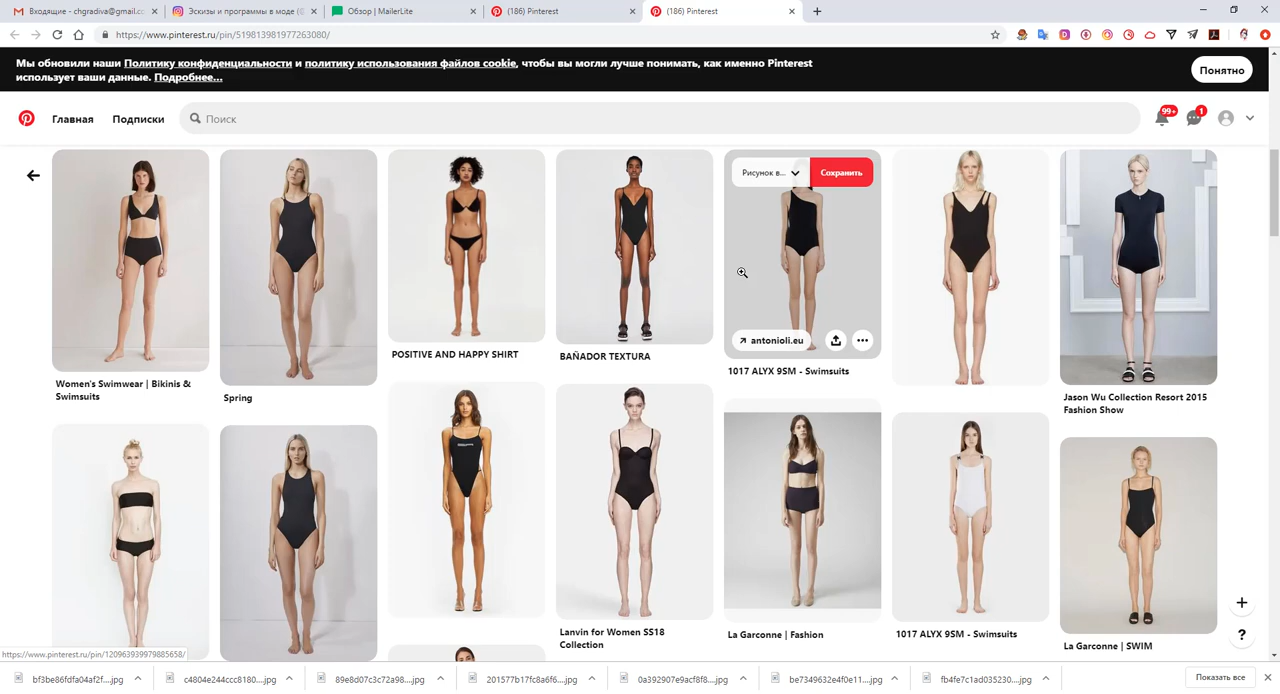 Входящие - chgradiva@gmail.co
Эскизы и программы в моде (©
Обзор | MailerLite
(186) Pinterest
(186) Pinterest
https://www.pinterest.ru/pin/519813981977263080/
Мы обновили наши Политику конфиденциальности и политику использования файлов cookie, чтобы вы могли лучше понимать, как именно Pinterest
использует ваши данные. Подробнее...
Понятно
Главная
Подписки
Поиск
99+
1
Рисунок в...
Сохранить
antonioli.eu
POSITIVE AND HAPPY SHIRT
BAÑADOR TEXTURA
1017 ALYX 9SM - Swimsuits
Women's Swimwear | Bikinis &
Swimsuits
Spring
Jason Wu Collection Resort 2015
Fashion Show
Lanvin for Women SS18
Collection
La Garconne | Fashion
1017 ALYX 9SM - Swimsuits
La Garconne | SWIM
?
https://www.pinterest.ru/pin/120963939979885658/
bf3be86fdfa04af2f....jpg
c4804e244ccc8180....jpg
89e8d07c3c72a98....jpg
201577b17fc8a6f6....jpg
0a392907e9acf8f8....jpg
be7349632e4f0e11....jpg
fb4fe7c1ad035230....jpg
Показать все